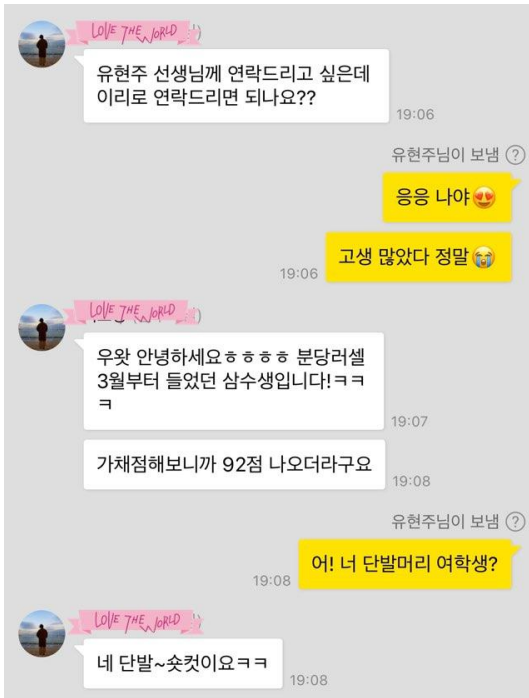 LOVE THE WORLD
유현주 선생님께 연락드리고 싶은데
이리로 연락드리면 되나요??
19:06
유현주님이 보냄 ?
응응 나야😍
고생 많았다 정말😭
19:06
LOVE THE WORLD
우왓 안녕하세요ㅎㅎㅎㅎ 분당러셀
3월부터 들었던 삼수생입니다!ㅋㅋ
ㅋ
19:07
가채점해보니까 92점 나오더라구요
19:08
유현주님이 보냄 ?
어! 너 단발머리 여학생?
19:08
LOVE THE WORLD
네 단발~숏컷이요ㅋㅋ
19:08